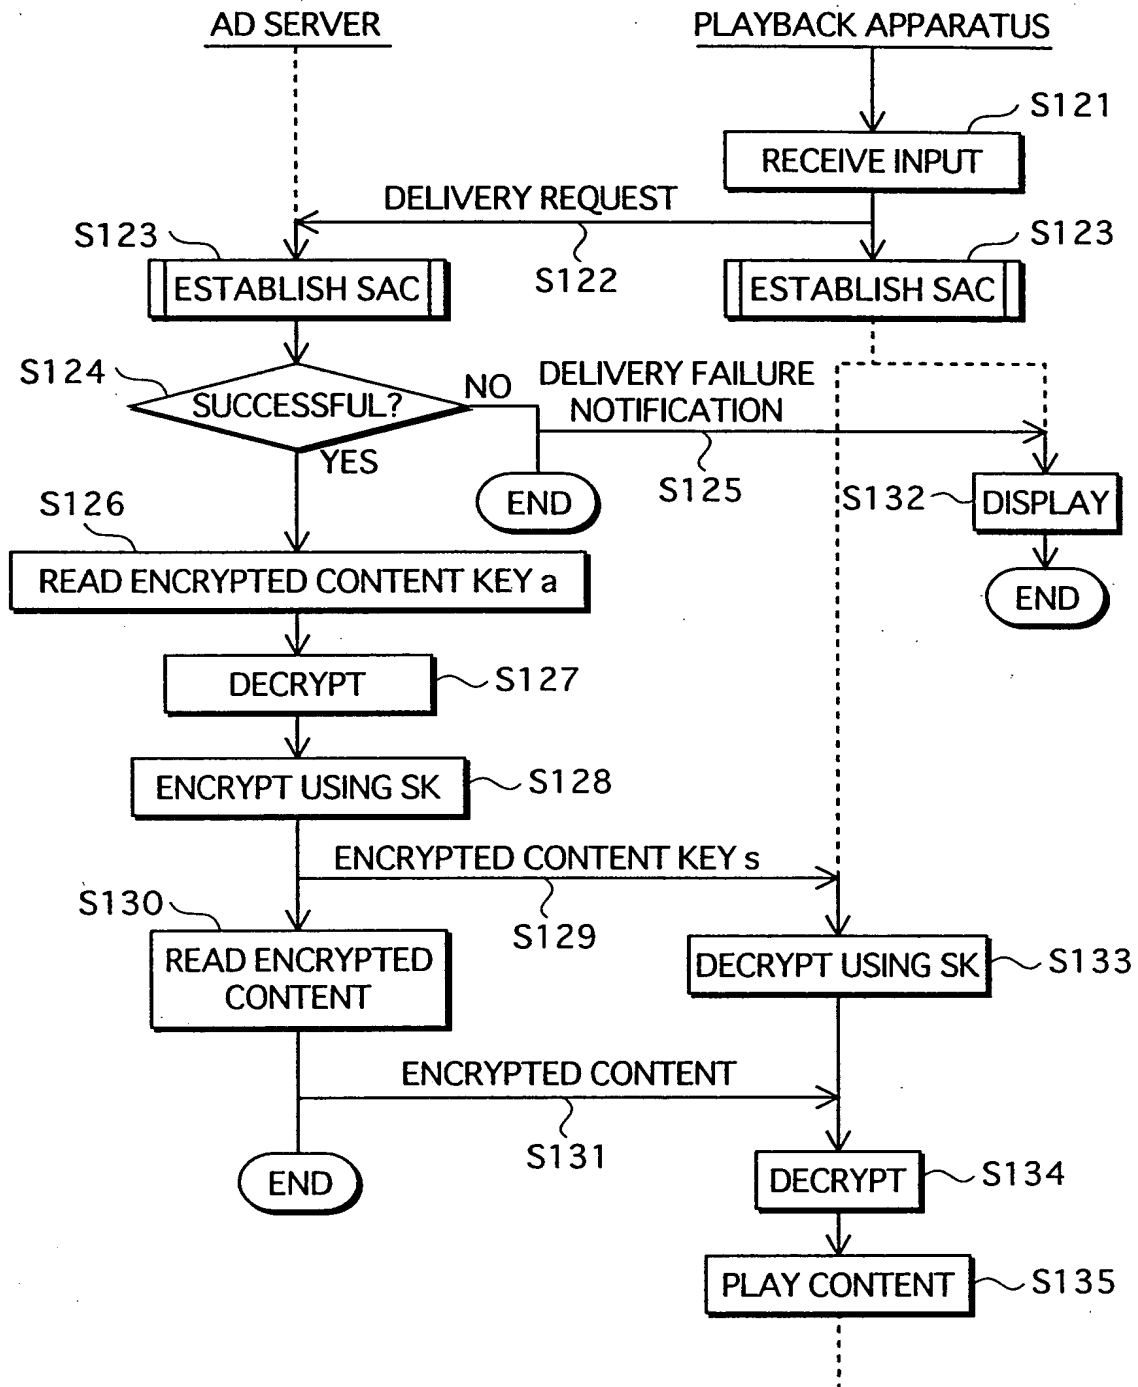 AD SERVER
PLAYBACK APPARATUS
S121
RECEIVE INPUT
DELIVERY REQUEST
S122
S123
ESTABLISH SAC
S123
ESTABLISH SAC
S124
SUCCESSFUL?
NO
YES
DELIVERY FAILURE
NOTIFICATION
S125
END
S132
DISPLAY
END
S126
READ ENCRYPTED CONTENT KEY a
DECRYPT
S127
ENCRYPT USING SK
S128
ENCRYPTED CONTENT KEY s
S129
S130
READ ENCRYPTED
CONTENT
DECRYPT USING SK
S133
ENCRYPTED CONTENT
S131
END
DECRYPT
S134
PLAY CONTENT
S135